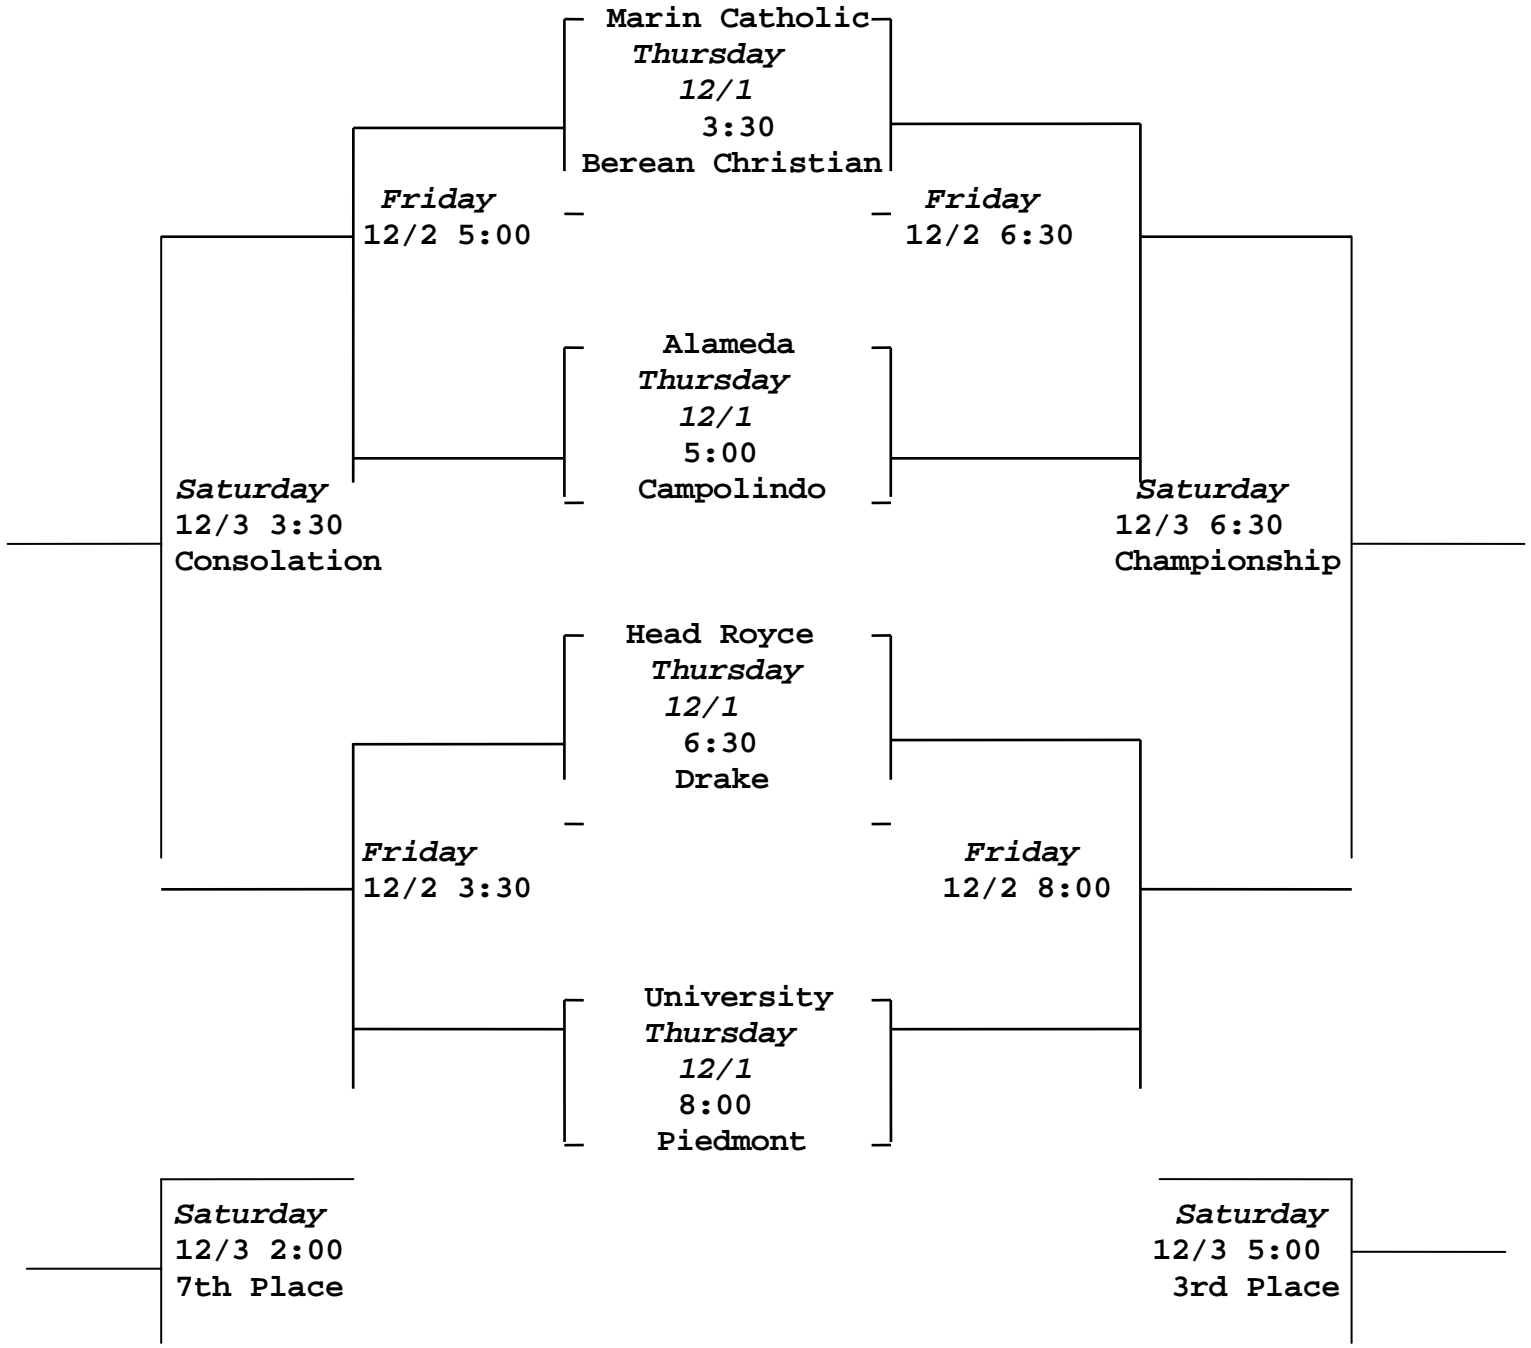 Marin Catholic
Thursday
12/1
3:30
Berean Christian
Friday
12/2 5:00
Friday
12/2 6:30
Alameda
Thursday
12/1
5:00
Campolindo
Saturday
12/3 3:30
Consolation
Saturday
12/3 6:30
Championship
Head Royce
Thursday
12/1
6:30
Drake
Friday
12/2 3:30
Friday
12/2 8:00
University
Thursday
12/1
8:00
Piedmont
Saturday
12/3 2:00
7th Place
Saturday
12/3 5:00
3rd Place